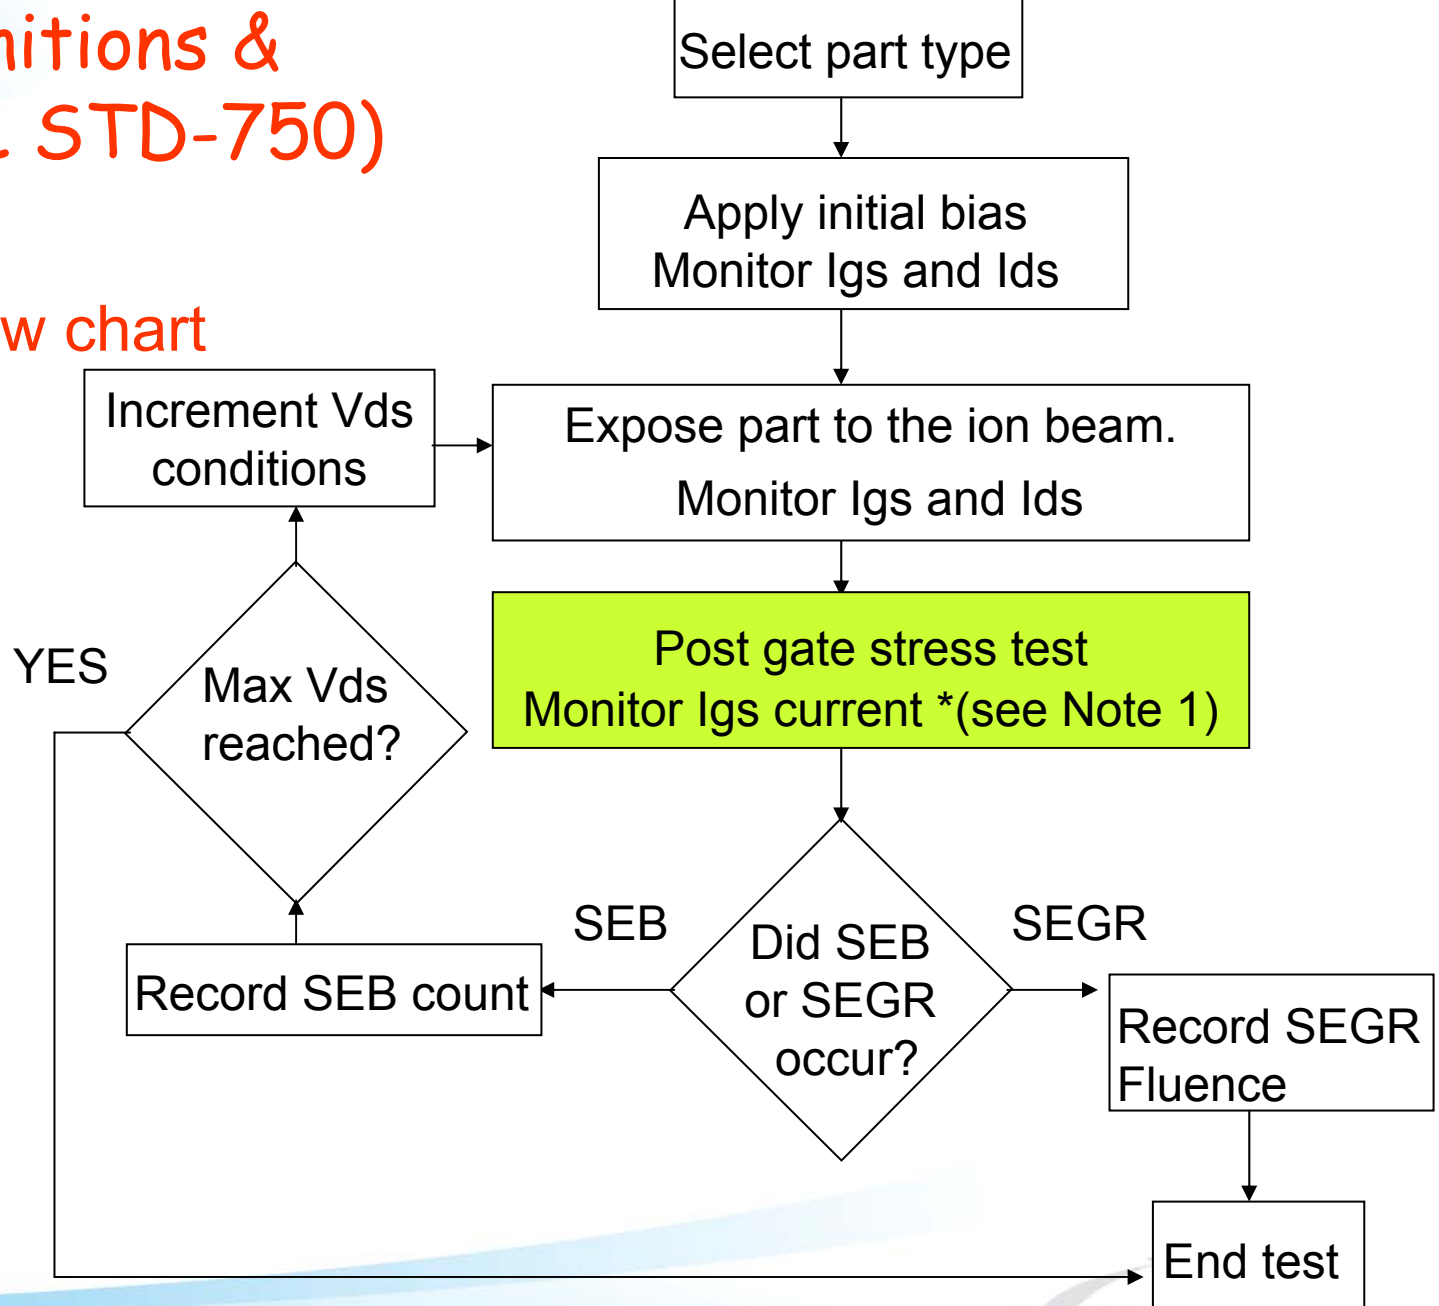 &
STD-750)
chart
Select part type
Apply initial bias
Monitor Igs and Ids
Increment Vds
conditions
Expose part to the ion beam.
Monitor Igs and Ids
Post gate stress test
Monitor Igs current *(see Note 1)
YES
Max Vds
reached?
SEB
SEGR
Did SEB
or SEGR
occur?
Record SEB count
Record SEGR
Fluence
End test